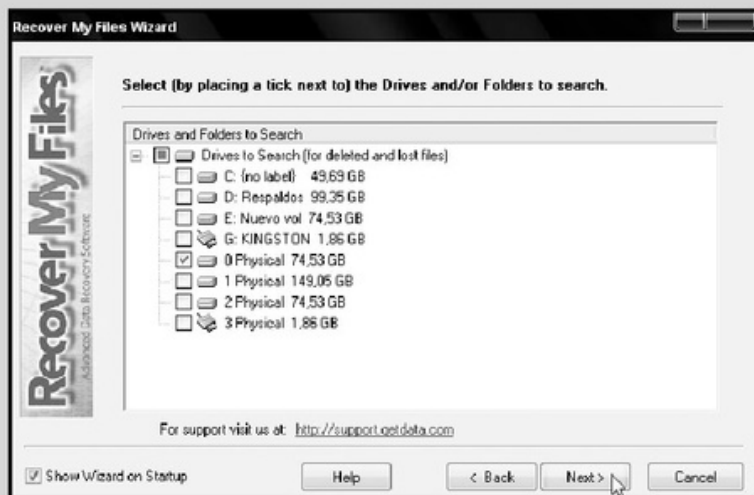 Recover My Files Wizard
Recover My Files
Advanced Data Recovery Software
Select (by placing a tick next to) the Drives and/or Folders to search.
Drives and Folders to Search
Drives to Search (for deleted and lost files)
C: {no label} 49,69 GB
D: Respaldos 99,35 GB
E: Nuevo vol 74,53 GB
G: KINGSTON 1,86 GB
0 Physical 74,53 GB
1 Physical 149,05 GB
2 Physical 74,53 GB
3 Physical 1,86 GB
For support visit us at: http://support.getdata.com
Show Wizard on Startup
Help
< Back
Next >
Cancel